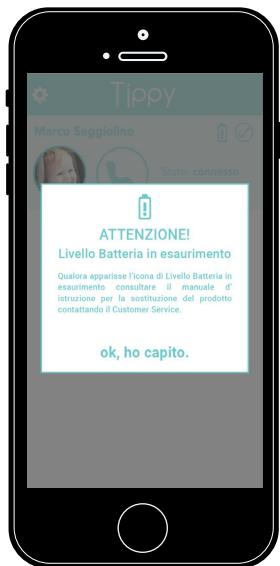 Tippy
Marco Seggiolino
Stato: connesso
ATTENZIONE!
Livello Batteria in esaurimento
Qualora apparisse l'icona di Livello Batteria in
esaurimento consultare il manuale d'
istruzione per la sostituzione del prodotto
contattando il Customer Service.
ok, ho capito.